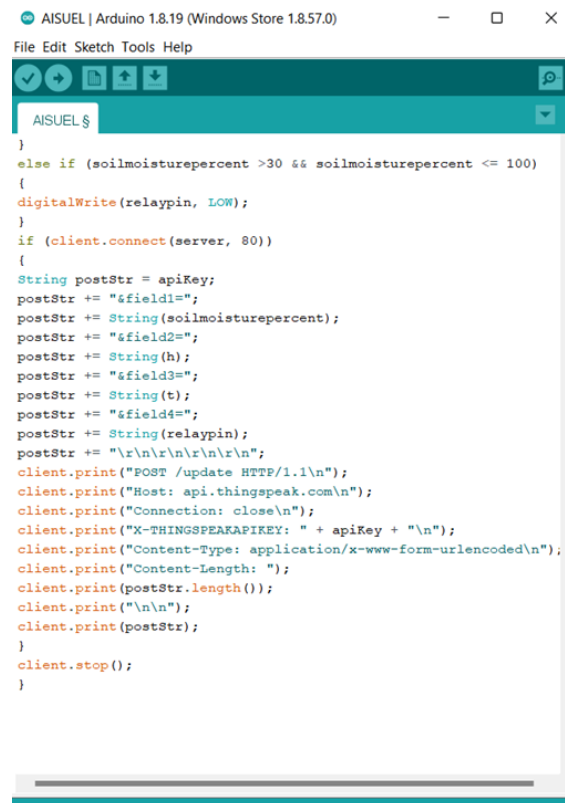 AISUEL | Arduino 1.8.19 (Windows Store 1.8.57.0)
File Edit Sketch Tools Help
AISUEL §
}
else if (soilmoisturepercent >30 && soilmoisturepercent <= 100)
{
digitalWrite(relaypin, LOW);
}
if (client.connect(server, 80))
{
String postStr = apiKey;
postStr += "&field1=";
postStr += String(soilmoisturepercent);
postStr += "&field2=";
postStr += String(h);
postStr += "&field3=";
postStr += String(t);
postStr += "&field4=";
postStr += String(relaypin);
postStr += "\r\n\r\n\r\n\r\n";
client.print("POST /update HTTP/1.1\n");
client.print("Host: api.thingspeak.com\n");
client.print("Connection: close\n");
client.print("X-THINGSPEAKAPIKEY: " + apiKey + "\n");
client.print("Content-Type: application/x-www-form-urlencoded\n");
client.print("Content-Length: ");
client.print(postStr.length());
client.print("\n\n");
client.print(postStr);
}
client.stop();
}